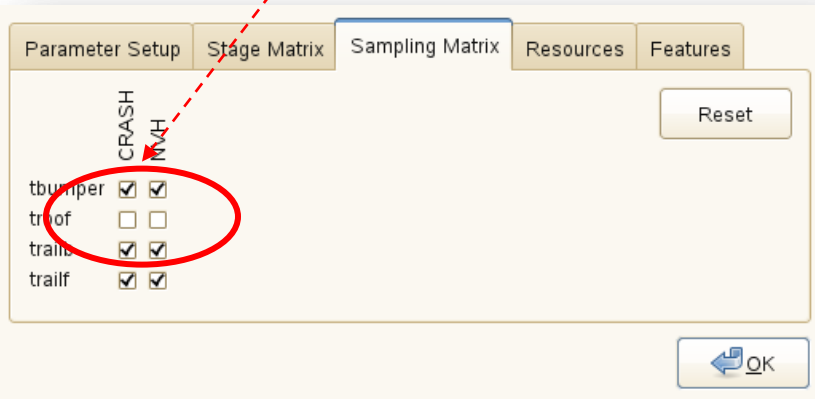 Parameter Setup Stage Matrix Sampling Matrix Resources Features
CRASH
NVH
Reset
tbumper
troof
trailb
trailf
OK